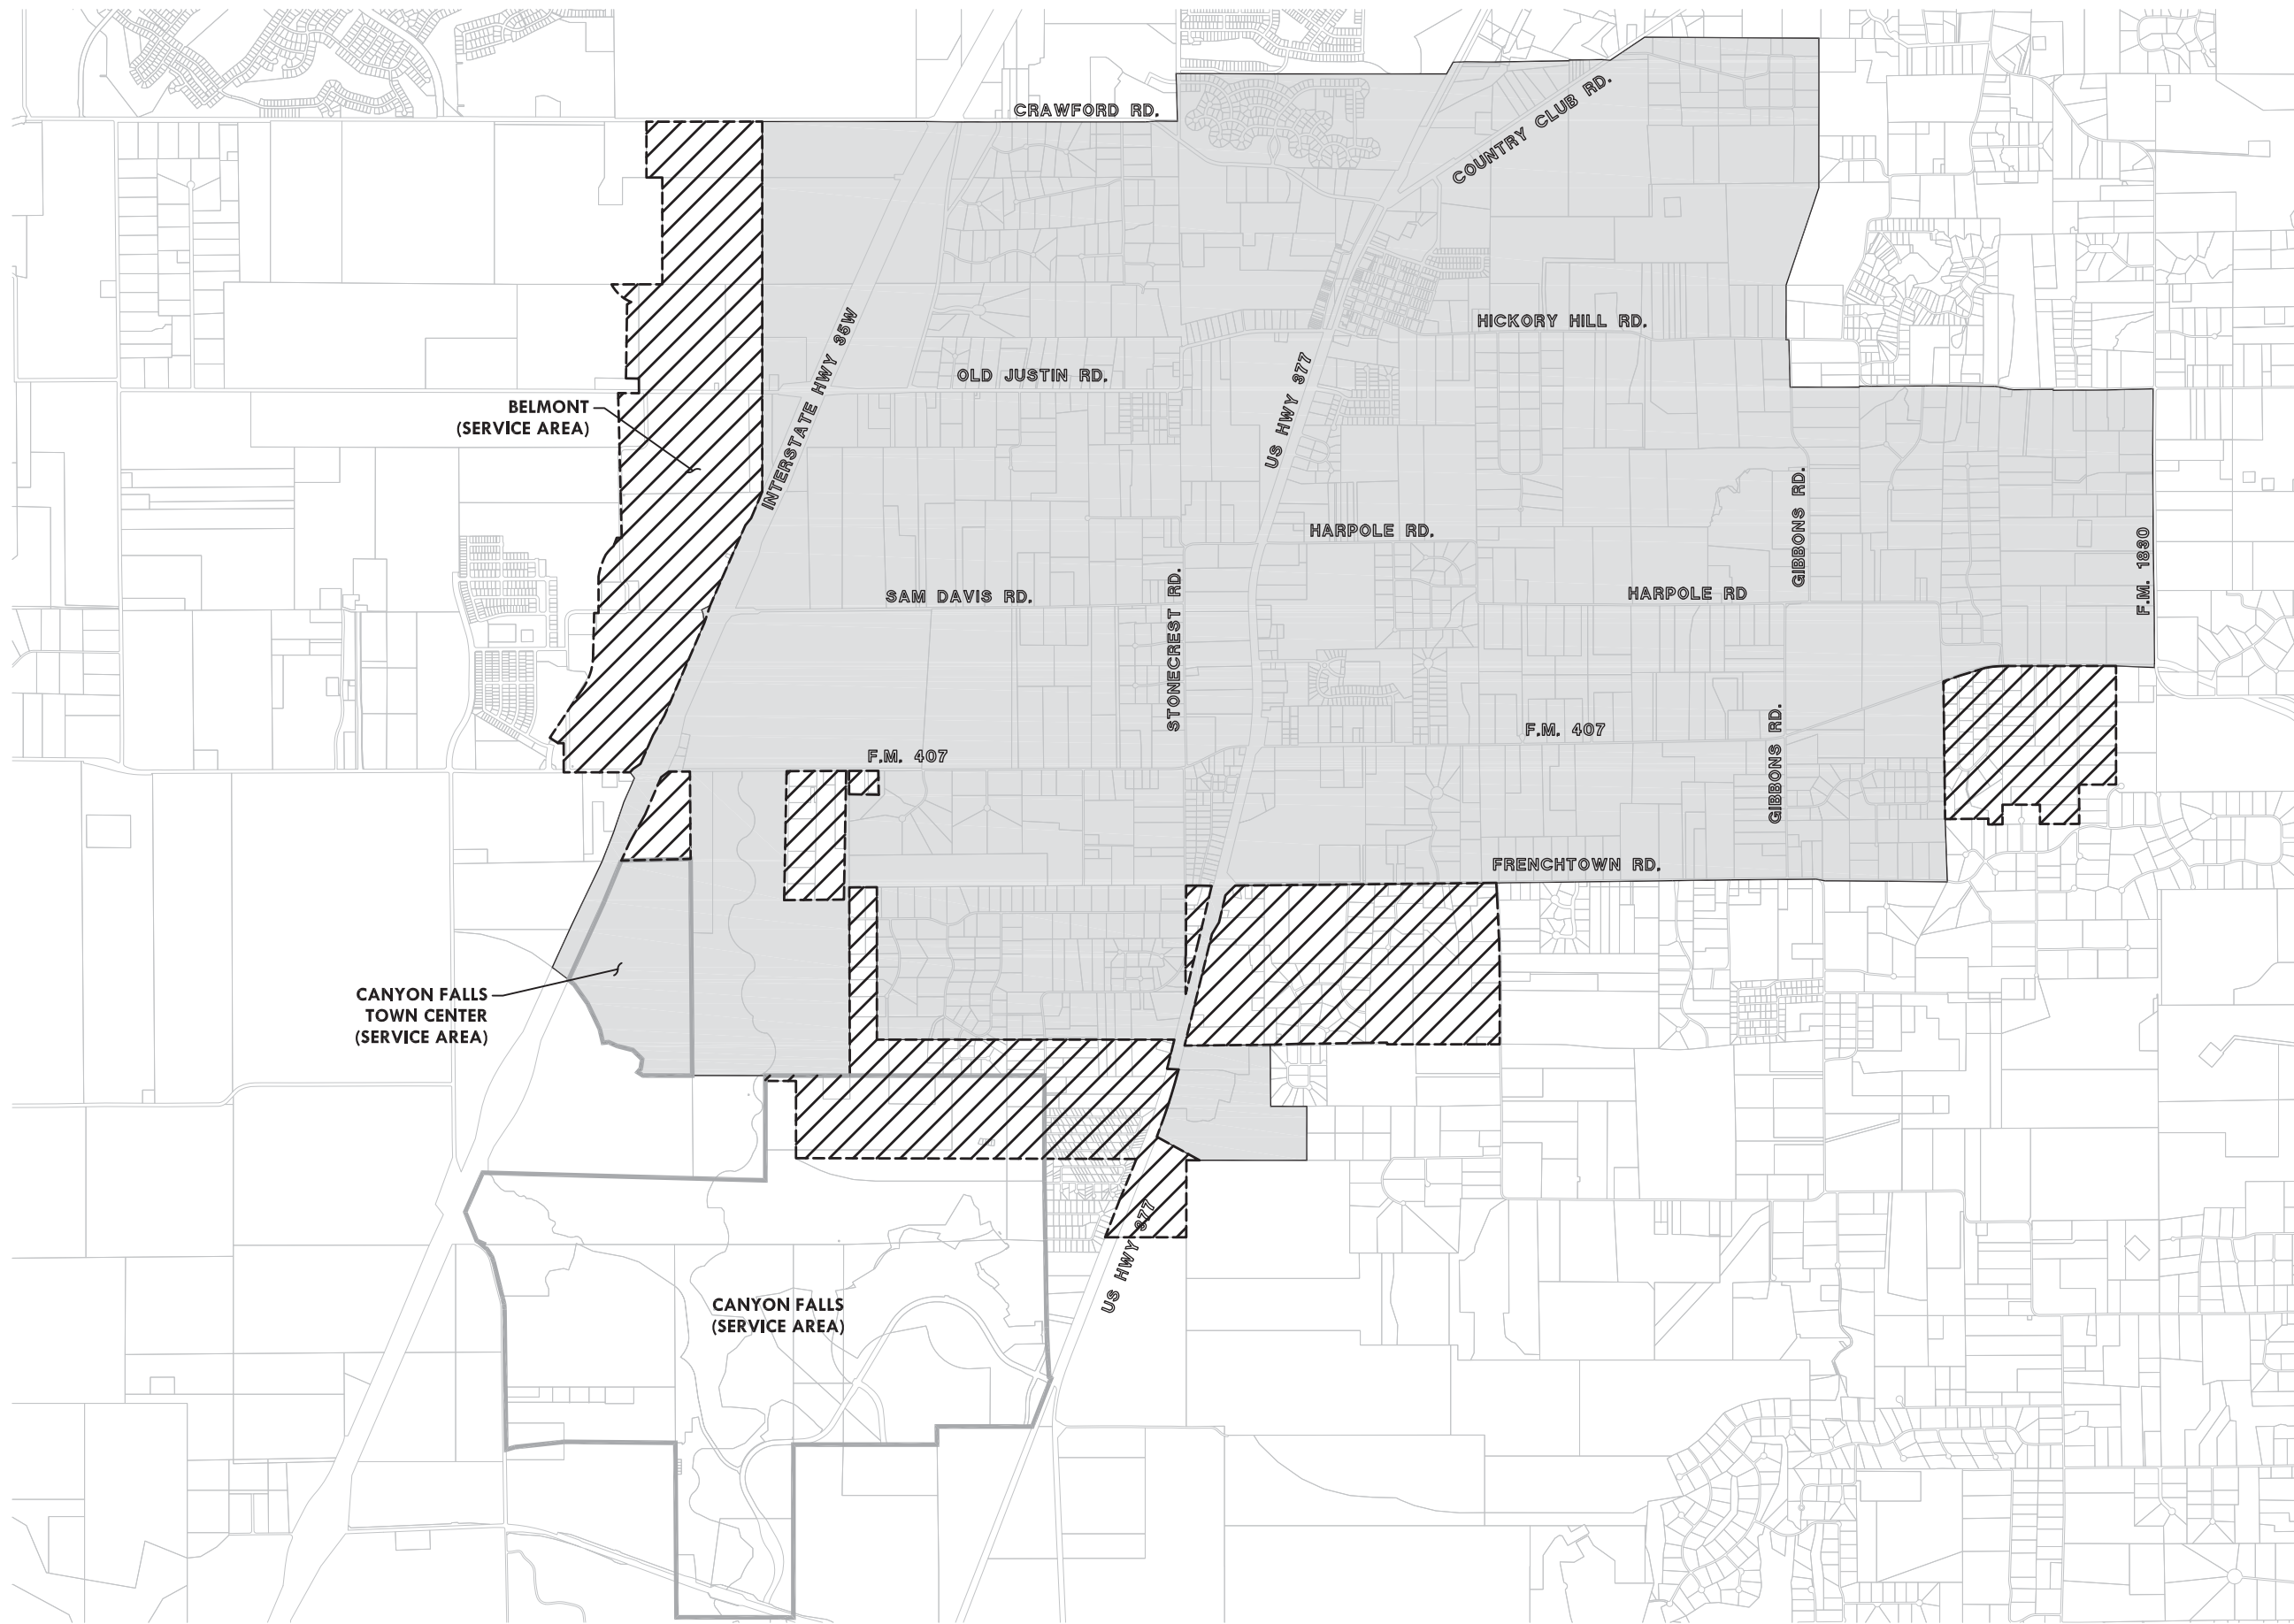 CRAWFORD RD.
COUNTRY CLUB RD.
INTERSTATE HWY 35W
HICKORY HILL RD.
OLD JUSTIN RD.
US HWY 377
BELMONT
(SERVICE AREA)
GIBBONS RD.
HARPOLE RD.
F.M. 1830
SAM DAVIS RD.
STONECREST RD.
HARPOLE RD
F.M. 407
F.M. 407
GIBBONS RD.
FRENCHTOWN RD.
CANYON FALLS
TOWN CENTER
(SERVICE AREA)
US HWY 377
CANYON FALLS
(SERVICE AREA)